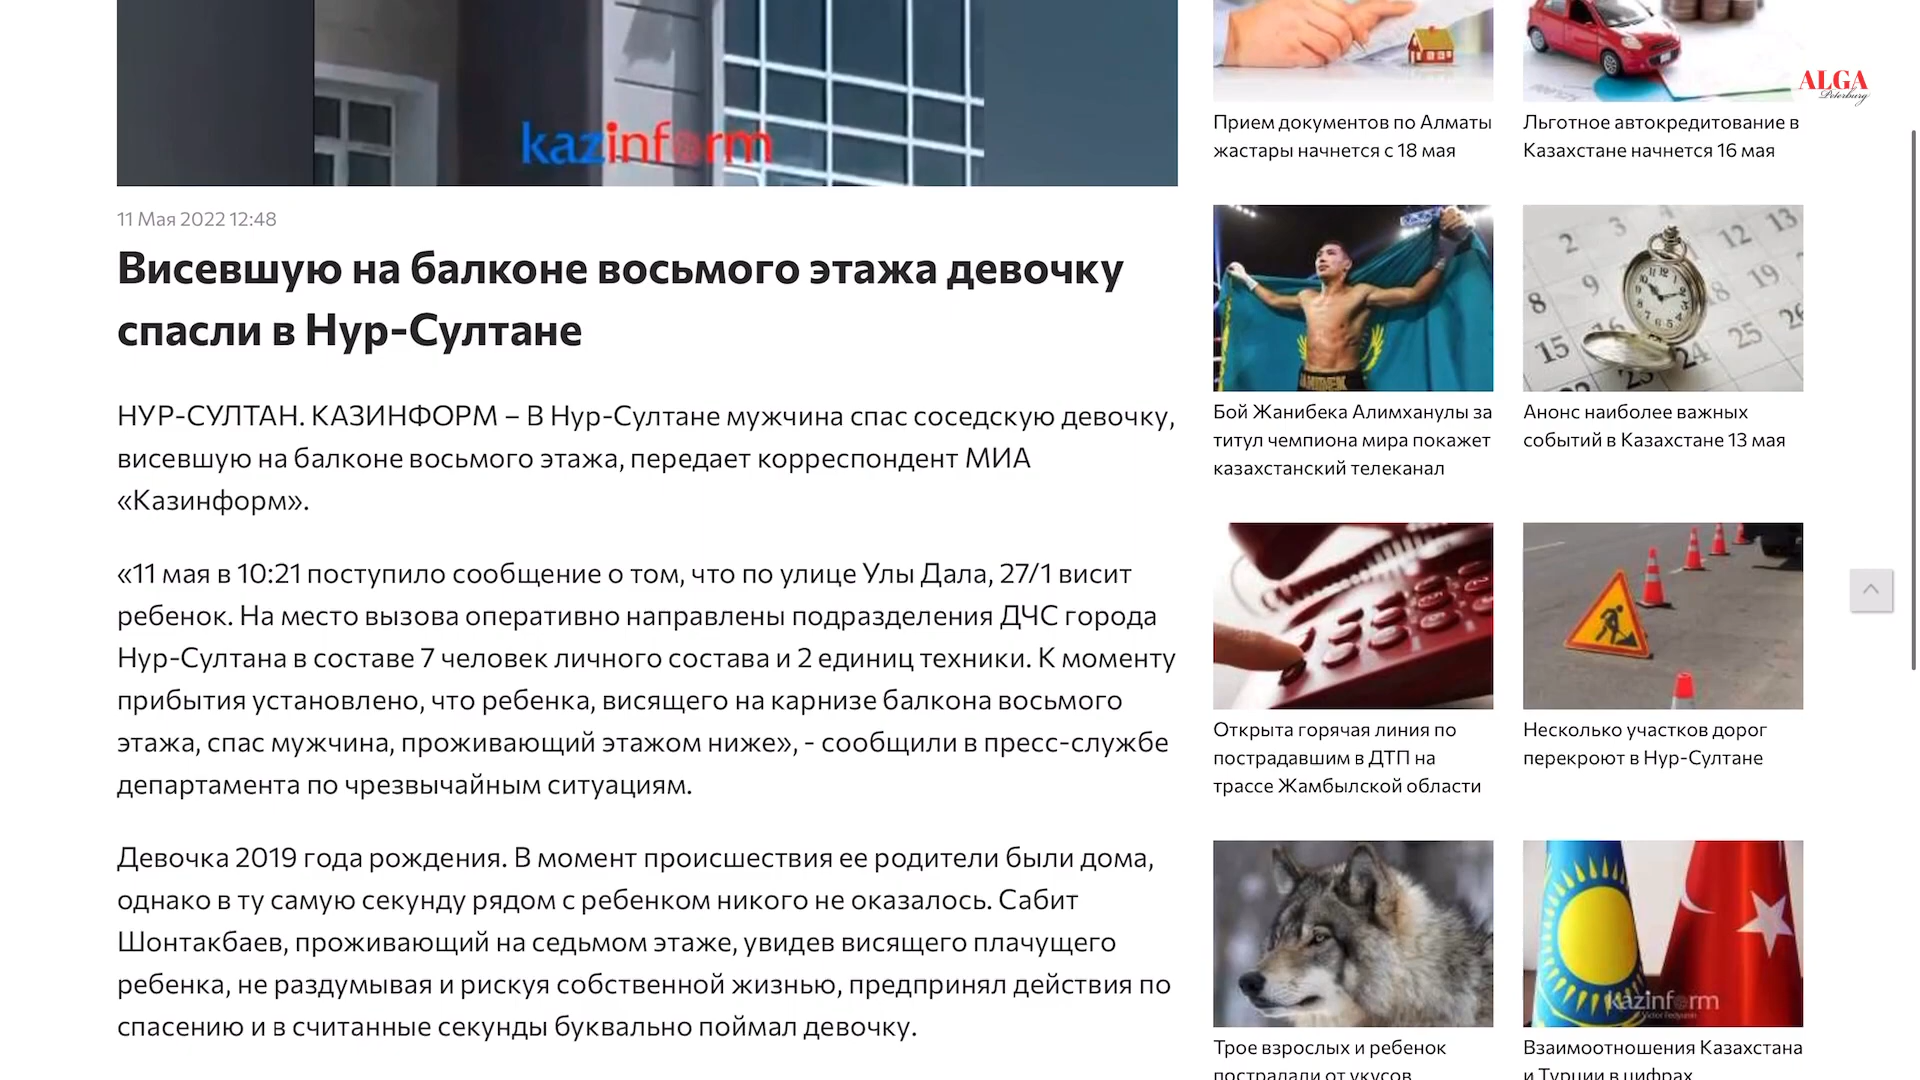 kazinform
11 Мая 2022 12:48
Висевшую на балконе восьмого этажа девочку
спасли в Нур-Султане
НУР-СУЛТАН. КАЗИНФОРМ – В Нур-Султане мужчина спас соседскую девочку,
висевшую на балконе восьмого этажа, передает корреспондент МИА
«Казинформ».
«11 мая в 10:21 поступило сообщение о том, что по улице Улы Дала, 27/1 висит
ребенок. На место вызова оперативно направлены подразделения ДЧС города
Нур-Султана в составе 7 человек личного состава и 2 единиц техники. К моменту
прибытия установлено, что ребенка, висящего на карнизе балкона восьмого
этажа, спас мужчина, проживающий этажом ниже», - сообщили в пресс-службе
департамента по чрезвычайным ситуациям.
Девочка 2019 года рождения. В момент происшествия ее родители были дома,
однако в ту самую секунду рядом с ребенком никого не оказалось. Сабит
Шонтакбаев, проживающий на седьмом этаже, увидев висящего плачущего
ребенка, не раздумывая и рискуя собственной жизнью, предпринял действия по
спасению и в считанные секунды буквально поймал девочку.
ALGA
Peterburg
Прием документов по Алматы
жастары начнется с 18 мая
Льготное автокредитование в
Казахстане начнется 16 мая
Бой Жанибека Алимханулы за
титул чемпиона мира покажет
казахстанский телеканал
Анонс наиболее важных
событий в Казахстане 13 мая
Открыта горячая линия по
пострадавшим в ДТП на
трассе Жамбылской области
Несколько участков дорог
перекроют в Нур-Султане
kazinform
Трое взрослых и ребенок
пострадали от укусов
Взаимоотношения Казахстана
и Турции в цифрах